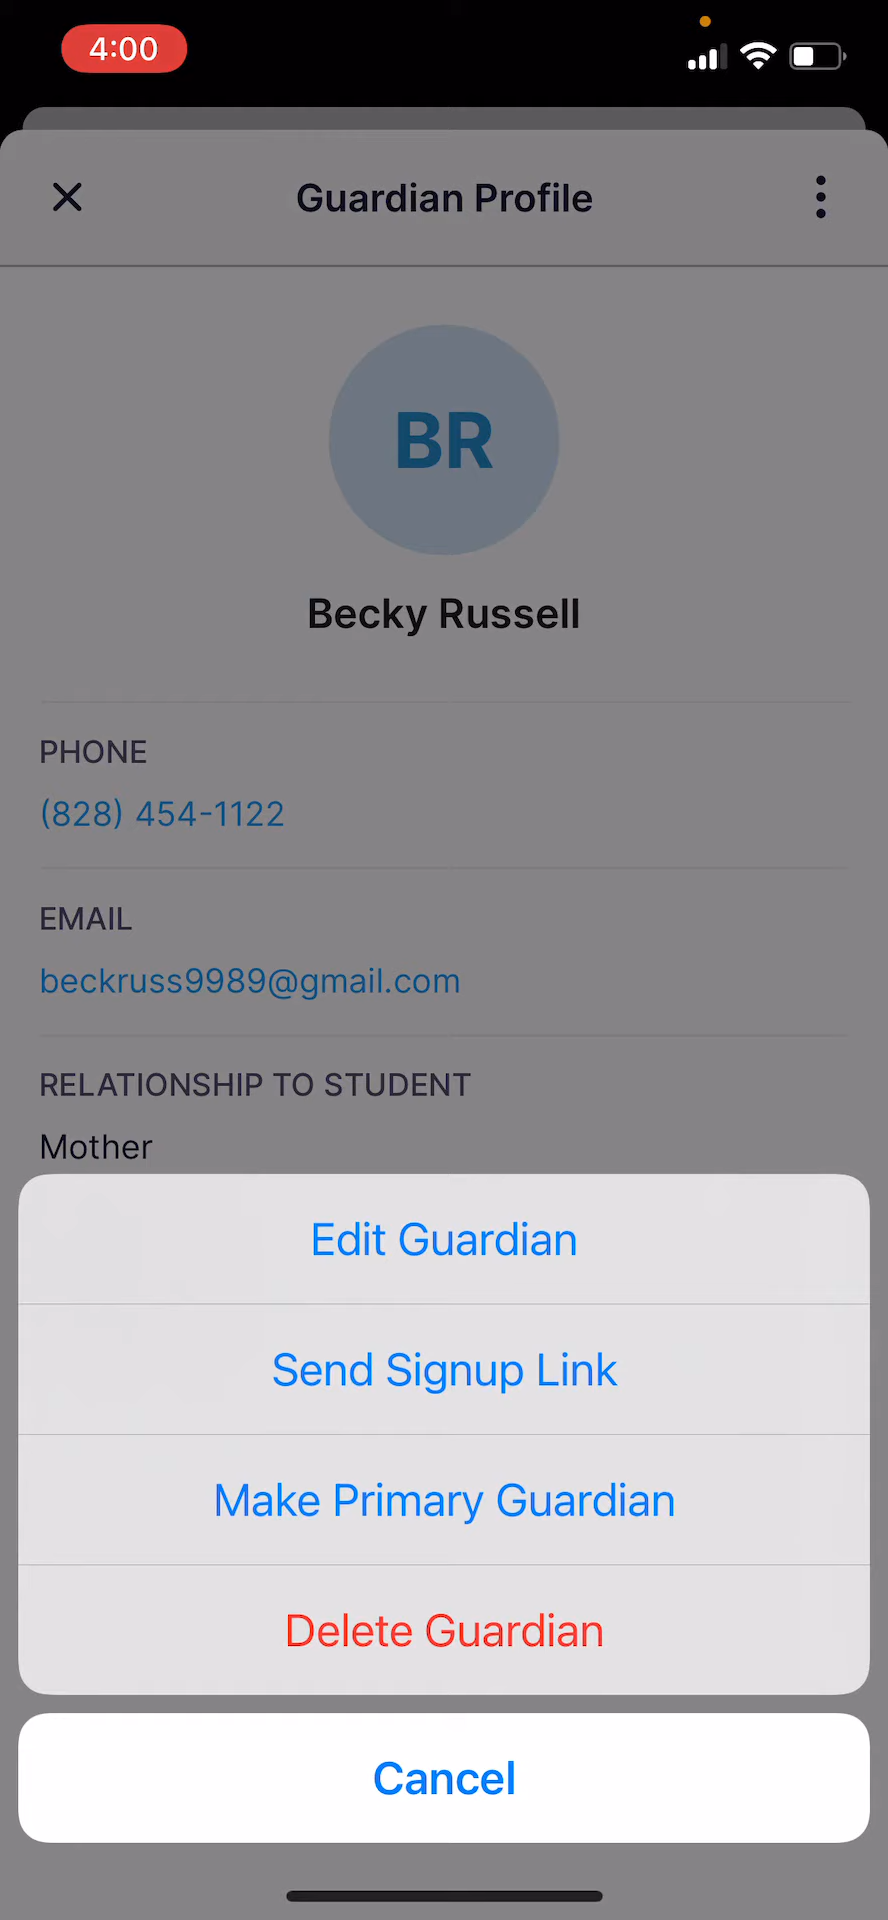 4:00
Guardian Profile
BR
Becky Russell
PHONE
(828) 454-1122
EMAIL
beckruss9989@gmail.com
RELATIONSHIP TO STUDENT
Mother
Edit Guardian
Send Signup Link
Make Primary Guardian
Delete Guardian
Cancel